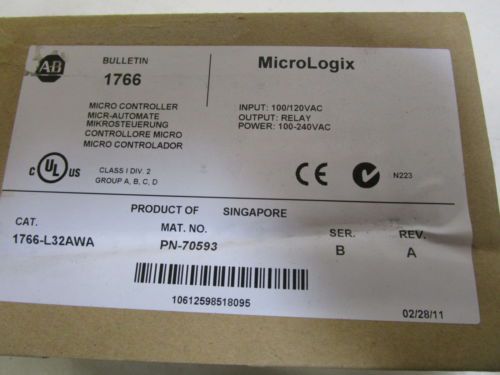 A-B
BULLETIN
1766
MicroLogix
MICRO CONTROLLER
MICR-AUTOMATE
MIKROSTEUERUNG
CONTROLLORE MICRO
MICRO CONTROLADOR
INPUT: 100/120VAC
OUTPUT: RELAY
POWER: 100-240VAC
C UL US
CLASS I DIV. 2
GROUP A, B, C, D
CE
N223
PRODUCT OF SINGAPORE
CAT.
1766-L32AWA
MAT. NO.
PN-70593
SER.
B
REV.
A
10612598518095
02/28/11